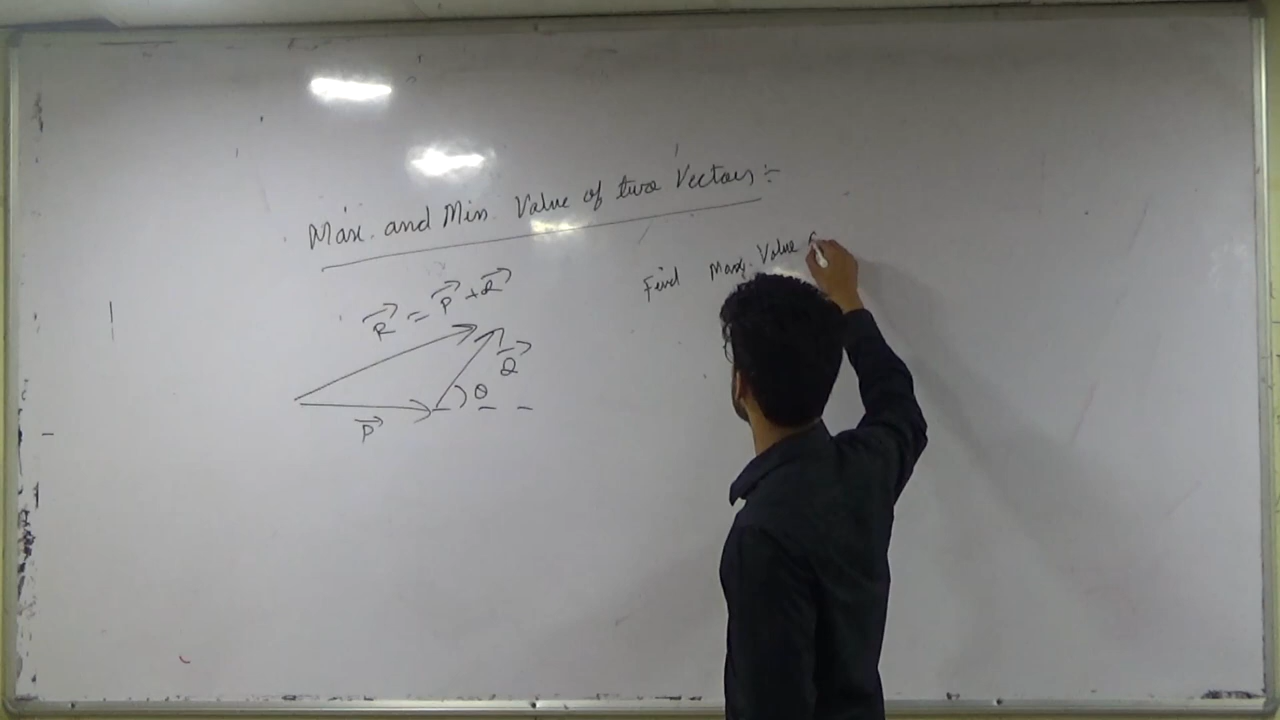 Max. and Min. Value of two Vectors :-
R = P + Q
Q
θ
P
Find Max. Value